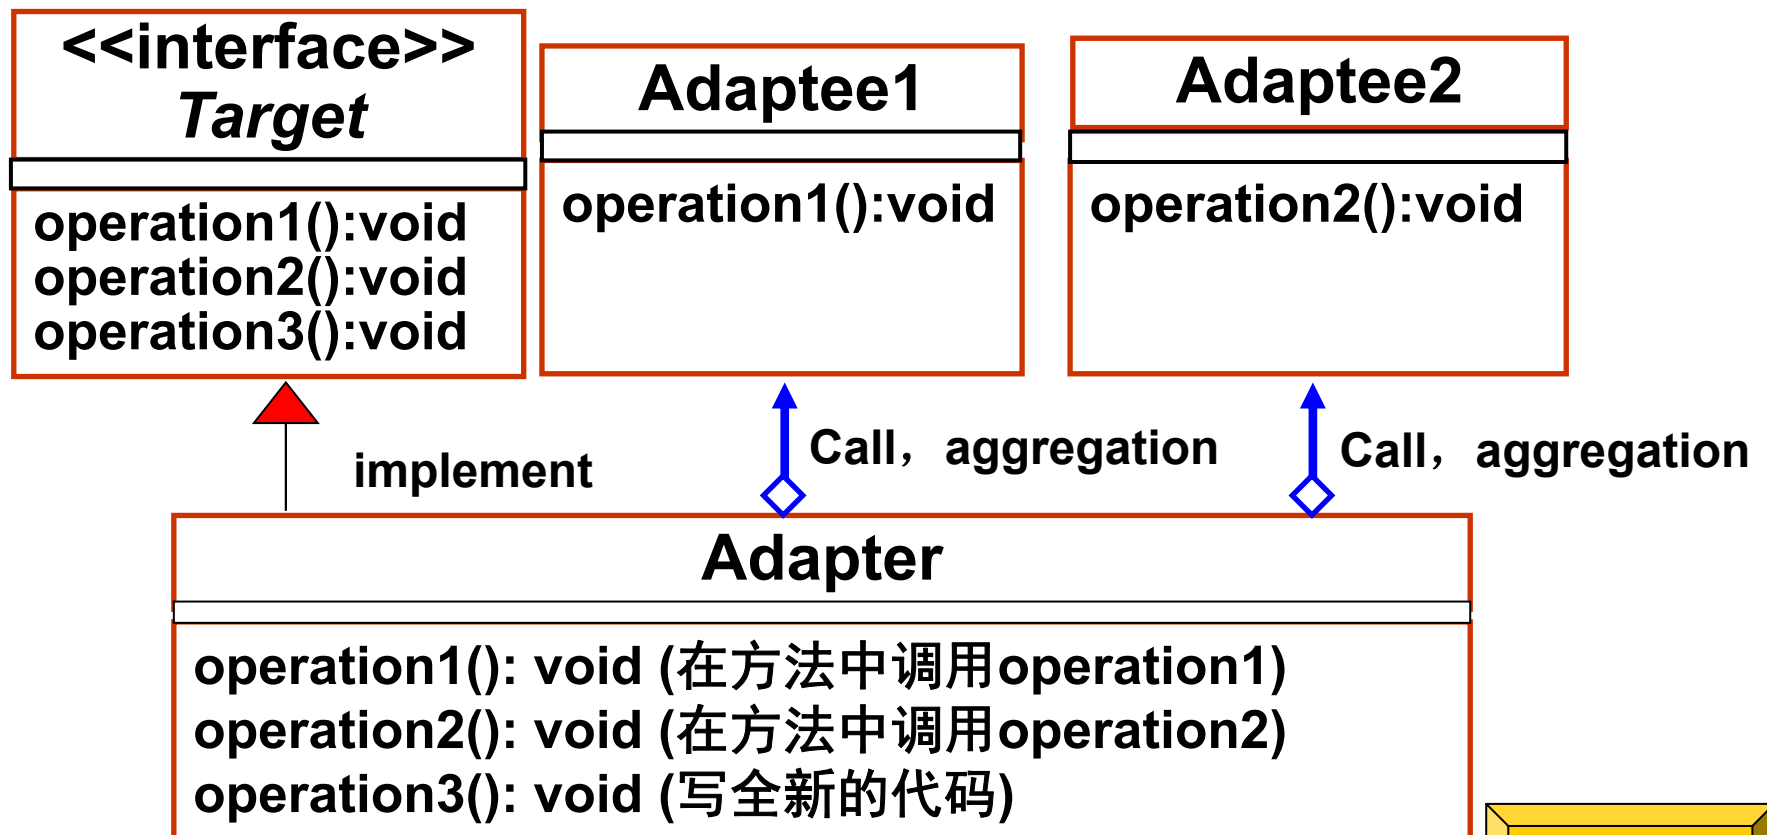 <<interface>>
Target
operation1():void
operation2():void
operation3():void
Adaptee1
operation1():void
Adaptee2
operation2():void
implement
Call，aggregation
Call，aggregation
Adapter
operation1(): void (在方法中调用operation1)
operation2(): void (在方法中调用operation2)
operation3(): void (写全新的代码)